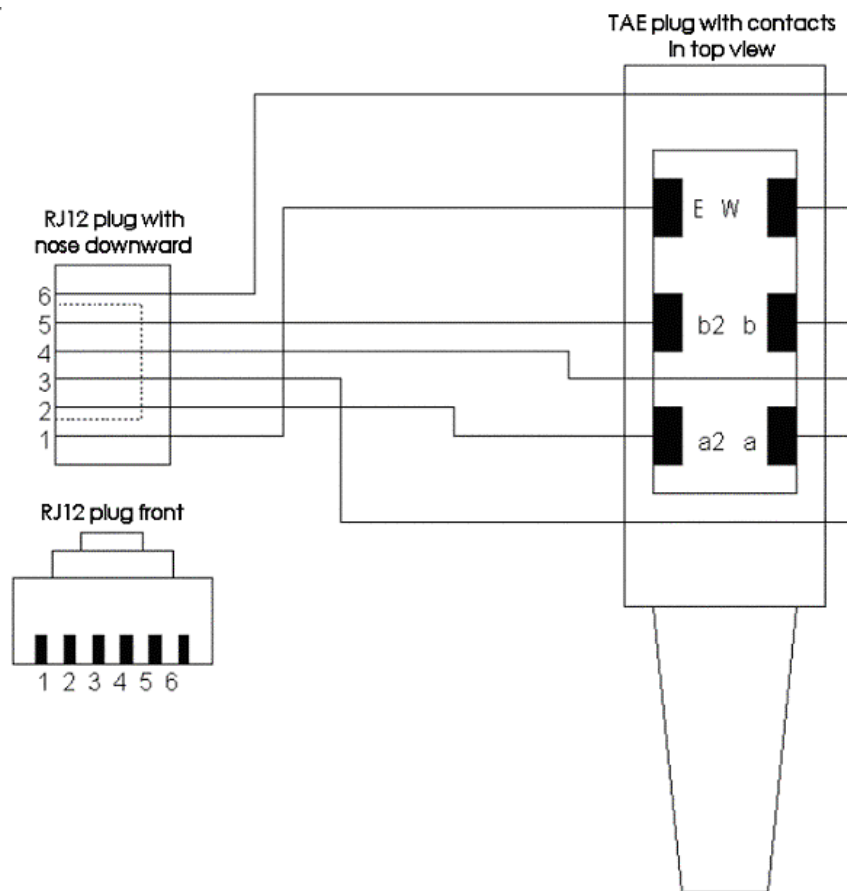 TAE plug with contacts
in top view
E W
b2 b
a2 a
RJ12 plug with
nose downward
6
5
4
3
2
1
RJ12 plug front
1 2 3 4 5 6